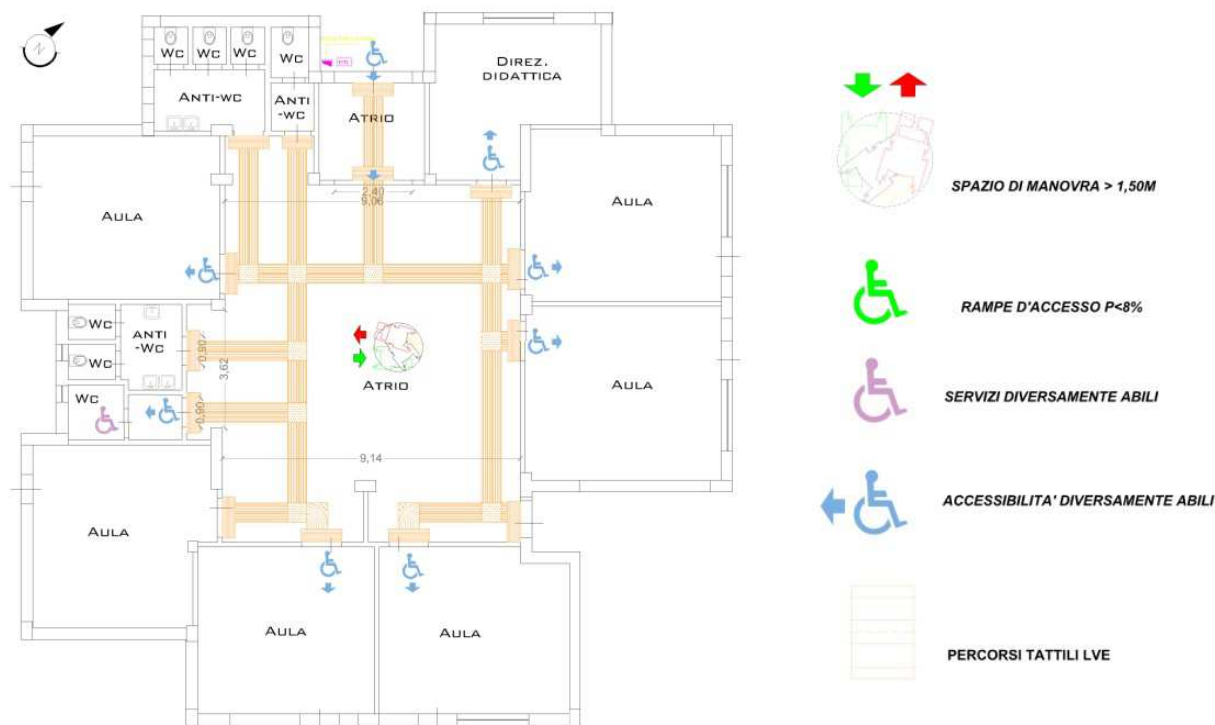 N
WC
WC
WC
WC
ANTI-WC
ANTI
-WC
ATRIO
DIREZ.
DIDATTICA
2,40
9,06
AULA
AULA
WC
WC
ANTI
-WC
0,90
3,62
WC
0,90
ATRIO
AULA
9,14
AULA
AULA
AULA
SPAZIO DI MANOVRA > 1,50M
RAMPE D'ACCESSO P<8%
SERVIZI DIVERSAMENTE ABILI
ACCESSIBILITA' DIVERSAMENTE ABILI
PERCORSI TATTILI LVE